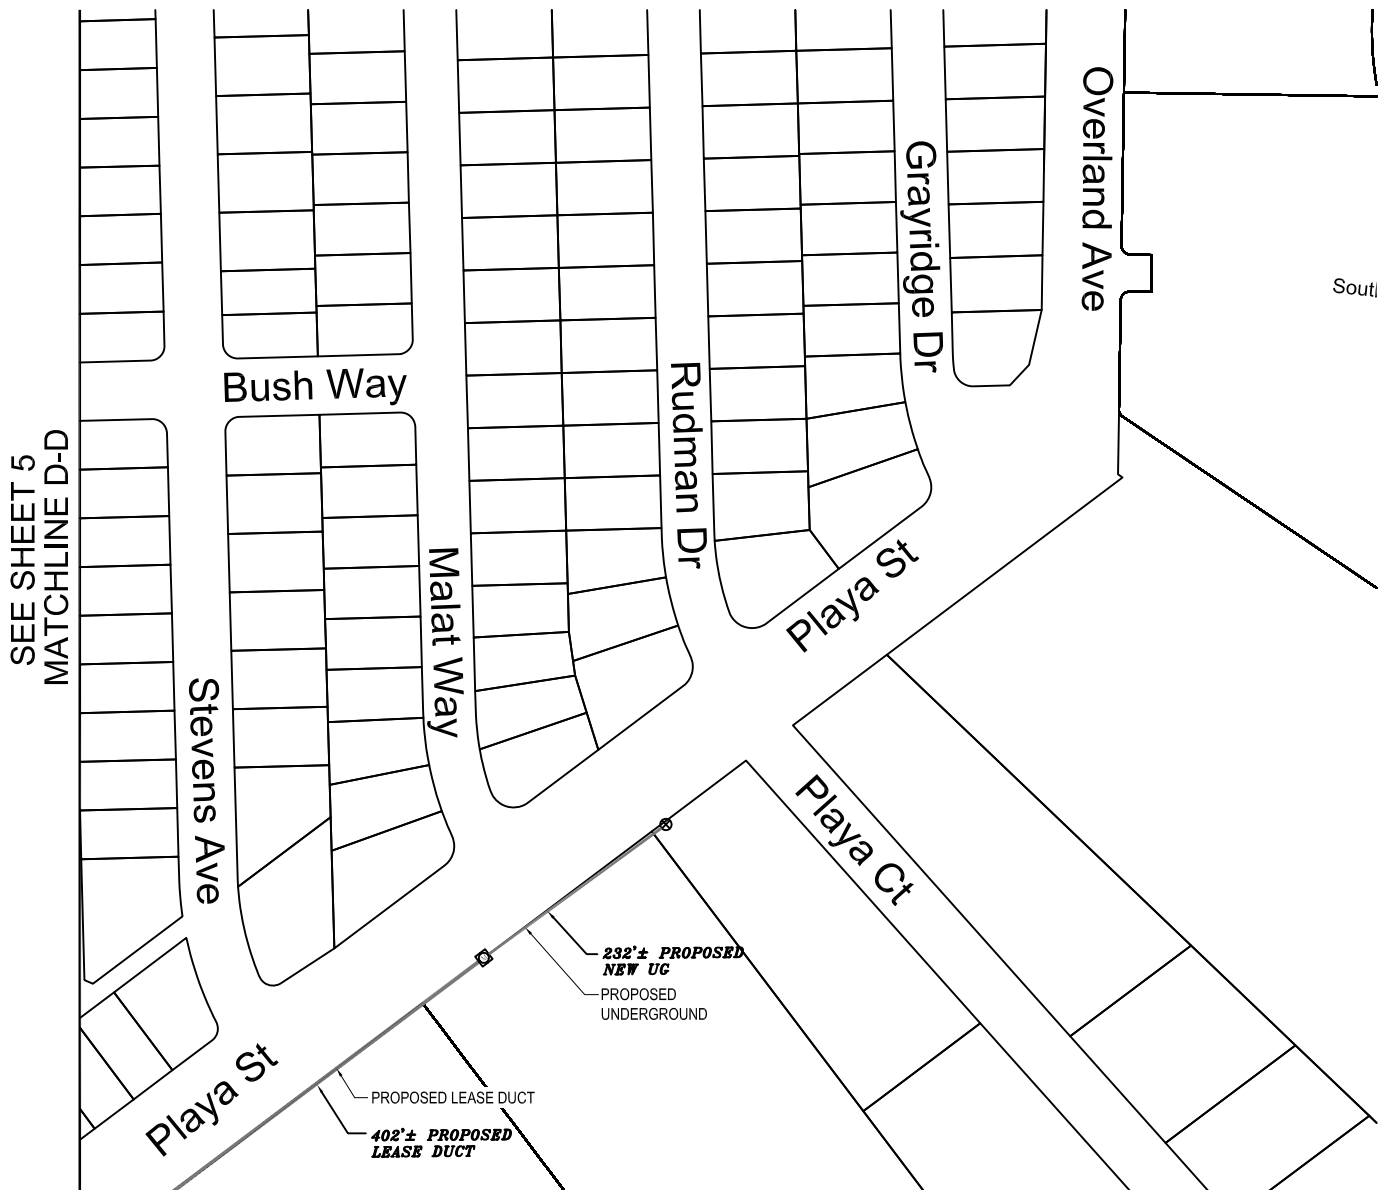 Overland Ave
Grayridge Dr
South
Bush Way
Rudman Dr
SEE SHEET 5
MATCHLINE D-D
Malat Way
Playa St
Stevens Ave
Playa Ct
232'± PROPOSED
NEW UG
PROPOSED
UNDERGROUND
Playa St
PROPOSED LEASE DUCT
402'± PROPOSED
LEASE DUCT